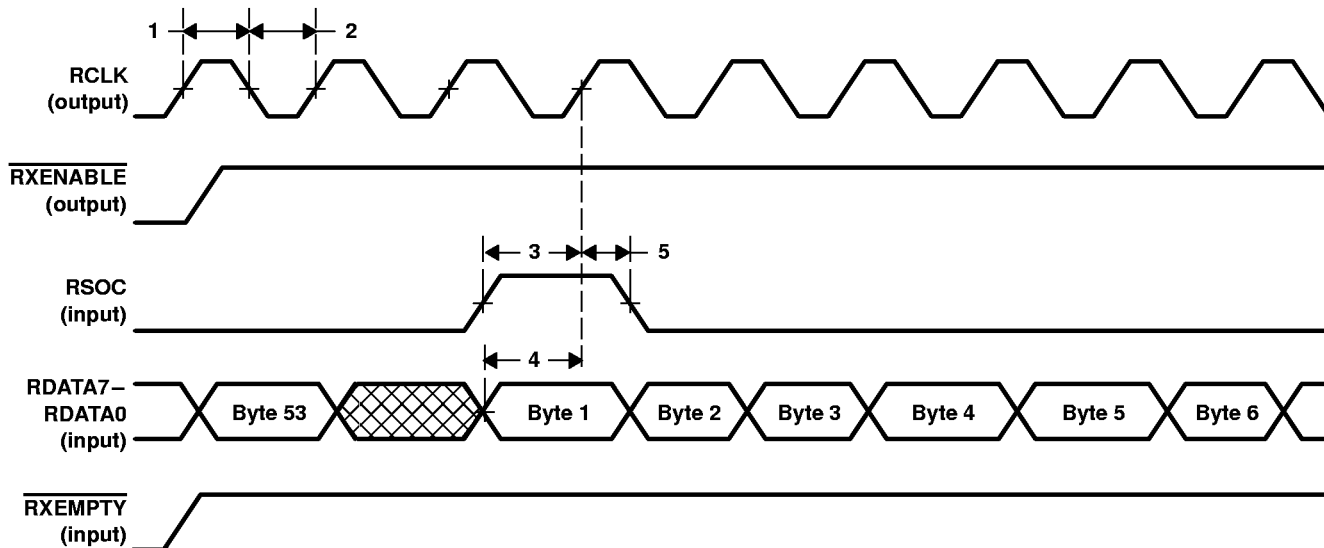 1 2
RCLK
(output)
RXENABLE
(output)
3 5
RSOC
(input)
4
RDATA7–
RDATA0
(input)
Byte 53 Byte 1 Byte 2 Byte 3 Byte 4 Byte 5 Byte 6
RXEMPTY
(input)